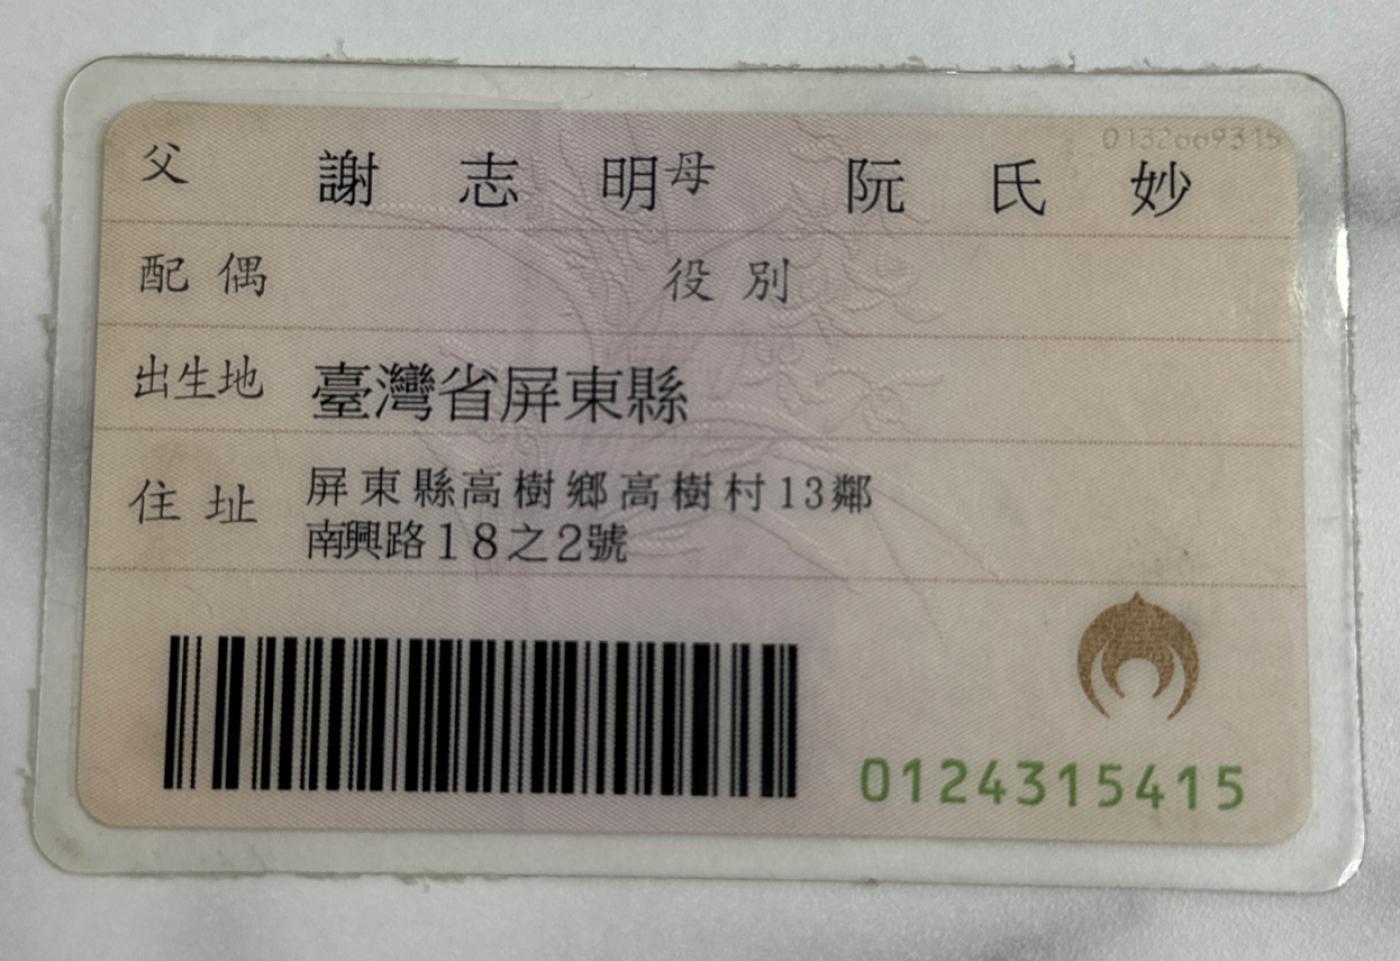 父 謝志明 母 阮氏妙
配偶 役別
出生地 臺灣省屏東縣
住址 屏東縣高樹鄉高樹村13鄰
南興路18之2號
0124315415